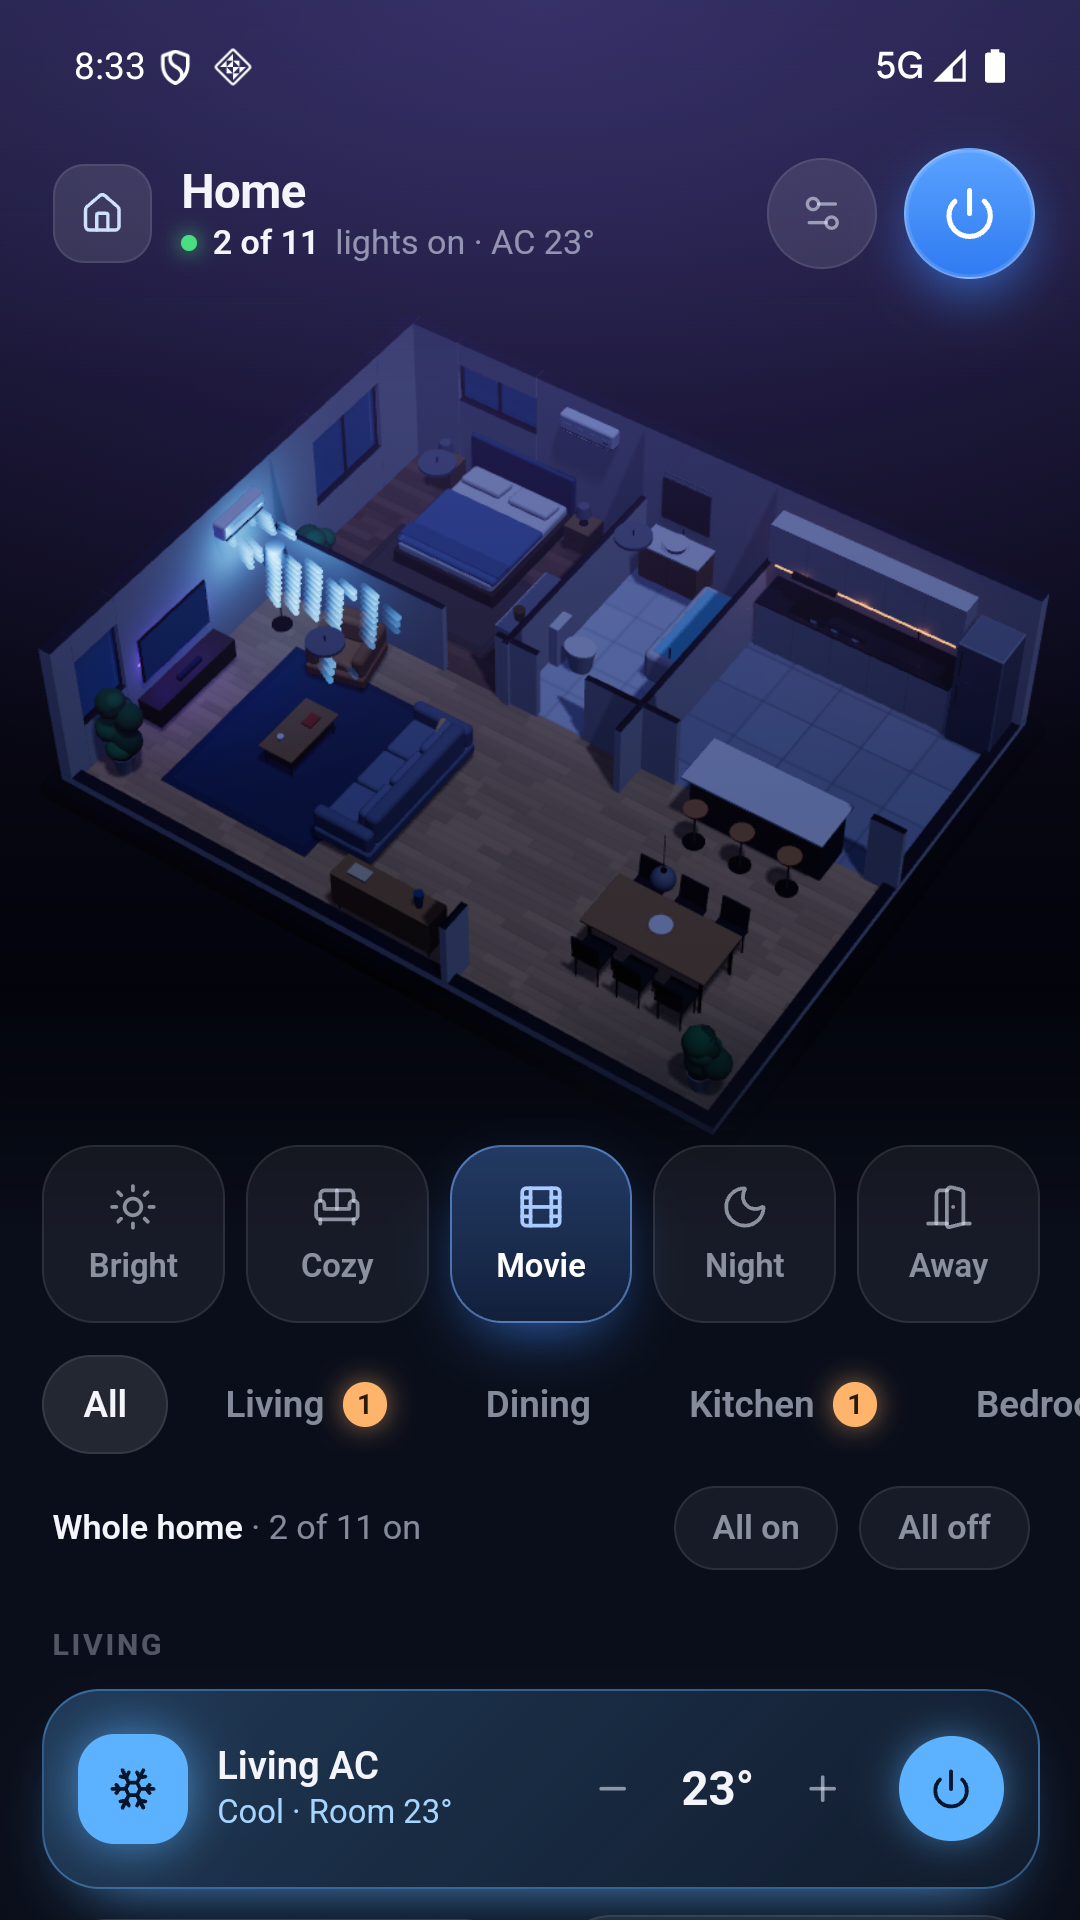 8:33
5G
Home
2 of 11 lights on · AC 23°
Bright
Cozy
Movie
Night
Away
All
Living 1
Dining
Kitchen 1
Whole home · 2 of 11 on
All on
All off
LIVING
Living AC
Cool · Room 23°
− 23° +